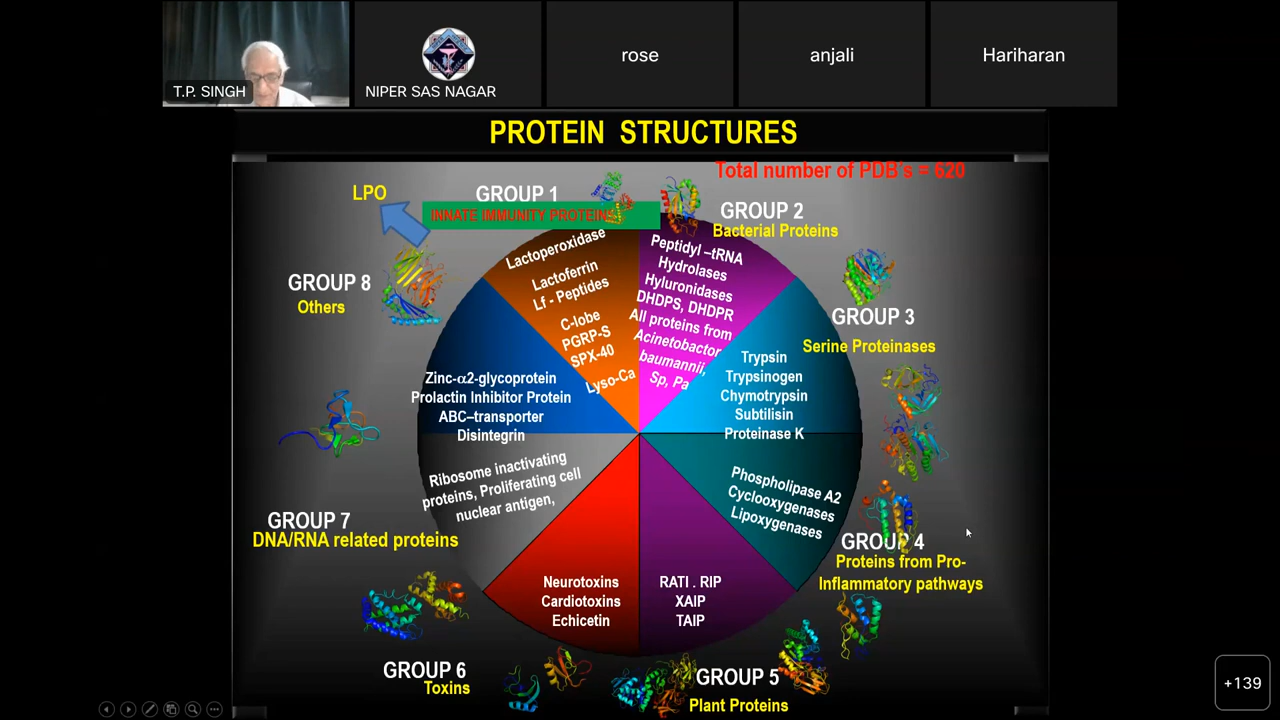 T.P. SINGH
NIPER SAS NAGAR
rose
anjali
Hariharan
PROTEIN STRUCTURES
Total number of PDB's = 620
LPO
GROUP 1
INNATE IMMUNITY PROTEINS
Lactoperoxidase
Lactoferrin
Lf - Peptides
C-lobe
PGRP-S
SPX-40
Lyso-Ca
GROUP 2
Bacterial Proteins
Peptidyl –tRNA
Hydrolases
Hyluronidases
DHDPS, DHDPR
All proteins from
Acinetobactor
baumannii,
Sp, Pa
GROUP 3
Serine Proteinases
Trypsin
Trypsinogen
Chymotrypsin
Subtilisin
Proteinase K
Phospholipase A2
Cyclooxygenases
Lipoxygenases
GROUP 4
Proteins from Pro-
Inflammatory pathways
RATI . RIP
XAIP
TAIP
GROUP 5
Plant Proteins
Neurotoxins
Cardiotoxins
Echicetin
GROUP 6
Toxins
Ribosome inactivating
proteins, Proliferating cell
nuclear antigen,
GROUP 7
DNA/RNA related proteins
GROUP 8
Others
Zinc-α2-glycoprotein
Prolactin Inhibitor Protein
ABC–transporter
Disintegrin
+139